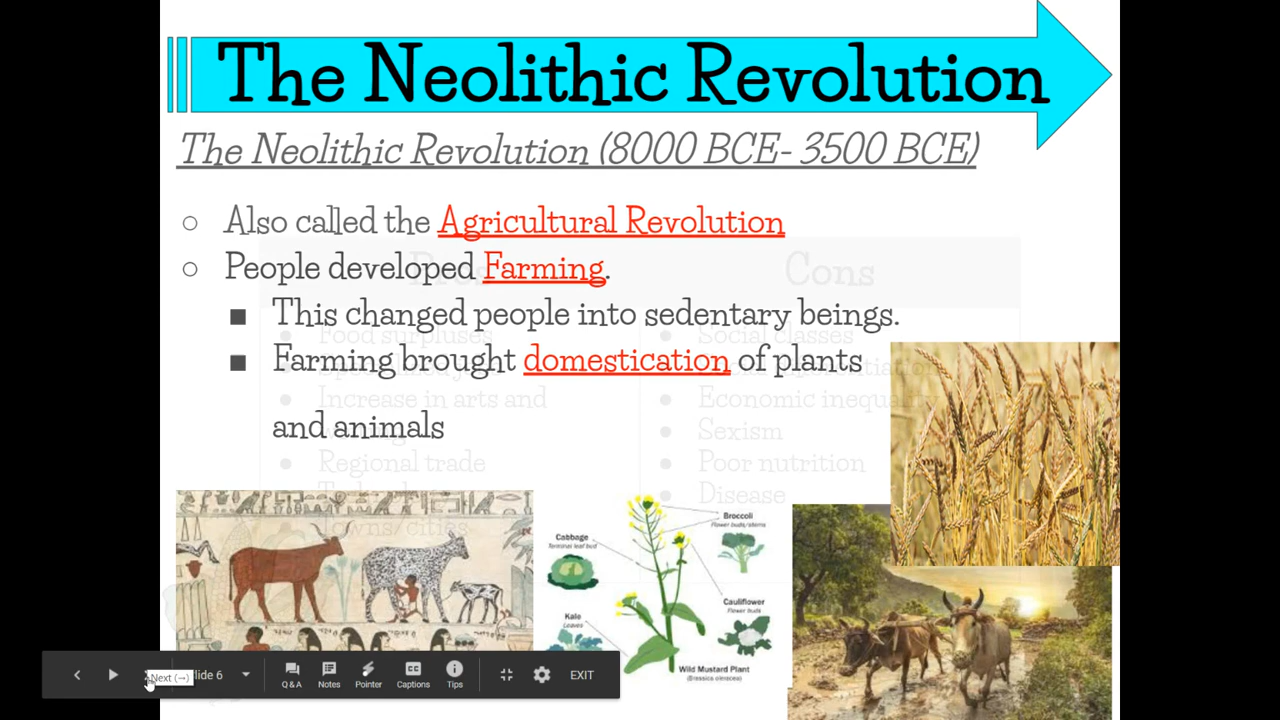 The Neolithic Revolution
The Neolithic Revolution (8000 BCE- 3500 BCE)
○ Also called the Agricultural Revolution
○ People developed Farming.
■ This changed people into sedentary beings.
■ Farming brought domestication of plants
and animals
Cons
● Food surpluses
● Social classes
● Increase in arts and
● Economic inequality
● Sexism
● Regional trade
● Poor nutrition
● Disease
Towns/cities
Broccoli
Flower buds/stems
Cabbage
Terminal leaf bud
Cauliflower
Flower buds
Kale
Leaves
Wild Mustard Plant
(Brassica oleracea)
Next (→)
lide 6
Q & A
Notes
Pointer
Captions
Tips
EXIT